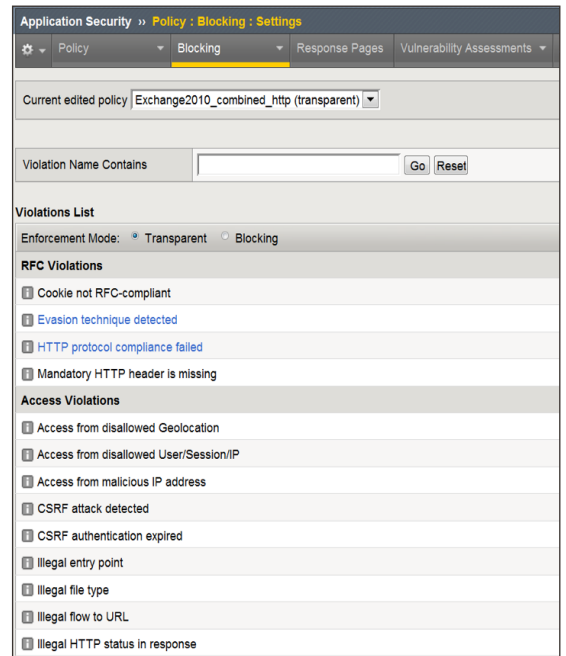 Application Security ›› Policy : Blocking : Settings
Policy Blocking Response Pages Vulnerability Assessments
Current edited policy Exchange2010_combined_http (transparent)
Violation Name Contains Go Reset
Violations List
Enforcement Mode: Transparent Blocking
RFC Violations
Cookie not RFC-compliant
Evasion technique detected
HTTP protocol compliance failed
Mandatory HTTP header is missing
Access Violations
Access from disallowed Geolocation
Access from disallowed User/Session/IP
Access from malicious IP address
CSRF attack detected
CSRF authentication expired
Illegal entry point
Illegal file type
Illegal flow to URL
Illegal HTTP status in response